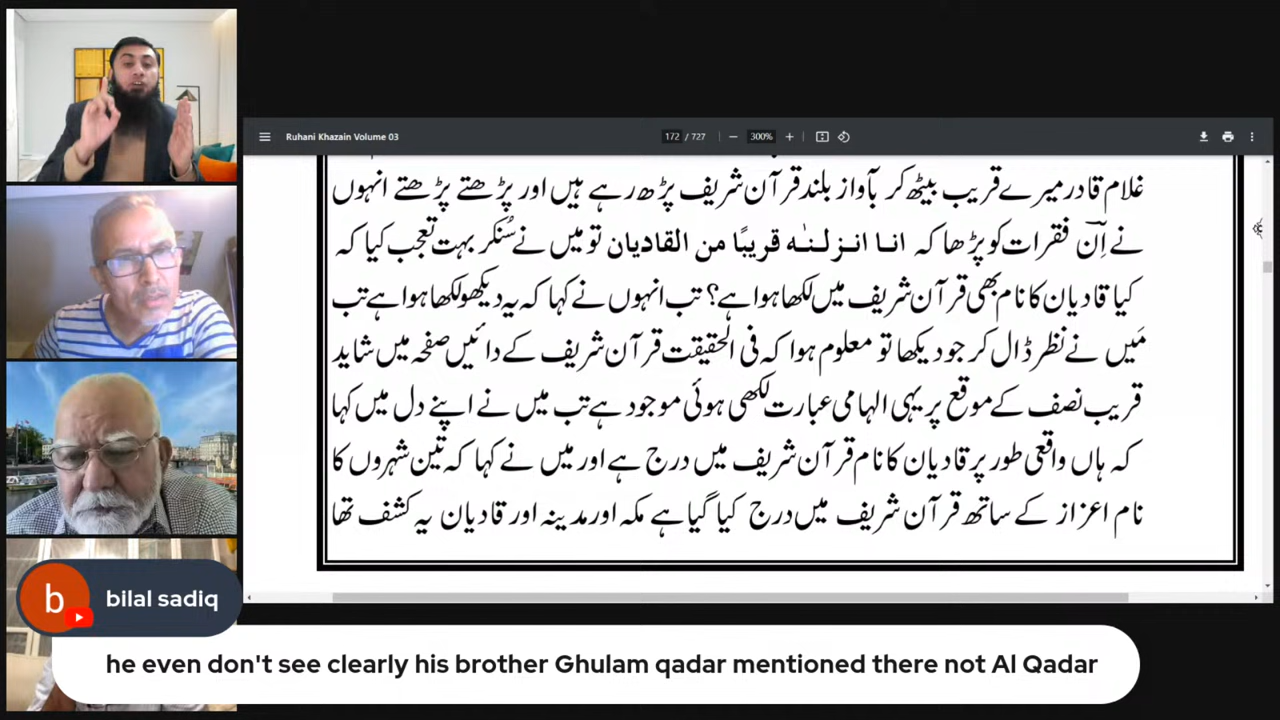 Ruhani Khazain Volume 03
172 / 727
300%
غلام قادر میرے قریب بیٹھ کر بآواز بلند قرآن شریف پڑھ رہے ہیں اور پڑھتے پڑھتے انہوں
نے اِنّ فقرات کو پڑھا کہ انا انزلنٰہ قریبًا من القادیان تو میں نے سُنکر بہت تعجب کیا کہ
کیا قادیان کا نام بھی قرآن شریف میں لکھا ہوا ہے؟ تب انہوں نے کہا کہ یہ دیکھو لکھا ہوا ہے تب
مَیں نے نظر ڈال کر جو دیکھا تو معلوم ہوا کہ فی الحقیقت قرآن شریف کے دائیں صفحہ میں شاید
قریب نصف کے موقع پر یہی الہامی عبارت لکھی ہوئی موجود ہے تب میں نے اپنے دل میں کہا
کہ ہاں واقعی طور پر قادیان کا نام قرآن شریف میں درج ہے اور میں نے کہا کہ تین شہروں کا
نام اعزاز کے ساتھ قرآن شریف میں درج کیا گیا ہے مکہ اور مدینہ اور قادیان یہ کشف تھا
b
bilal sadiq
he even don't see clearly his brother Ghulam qadar mentioned there not Al Qadar